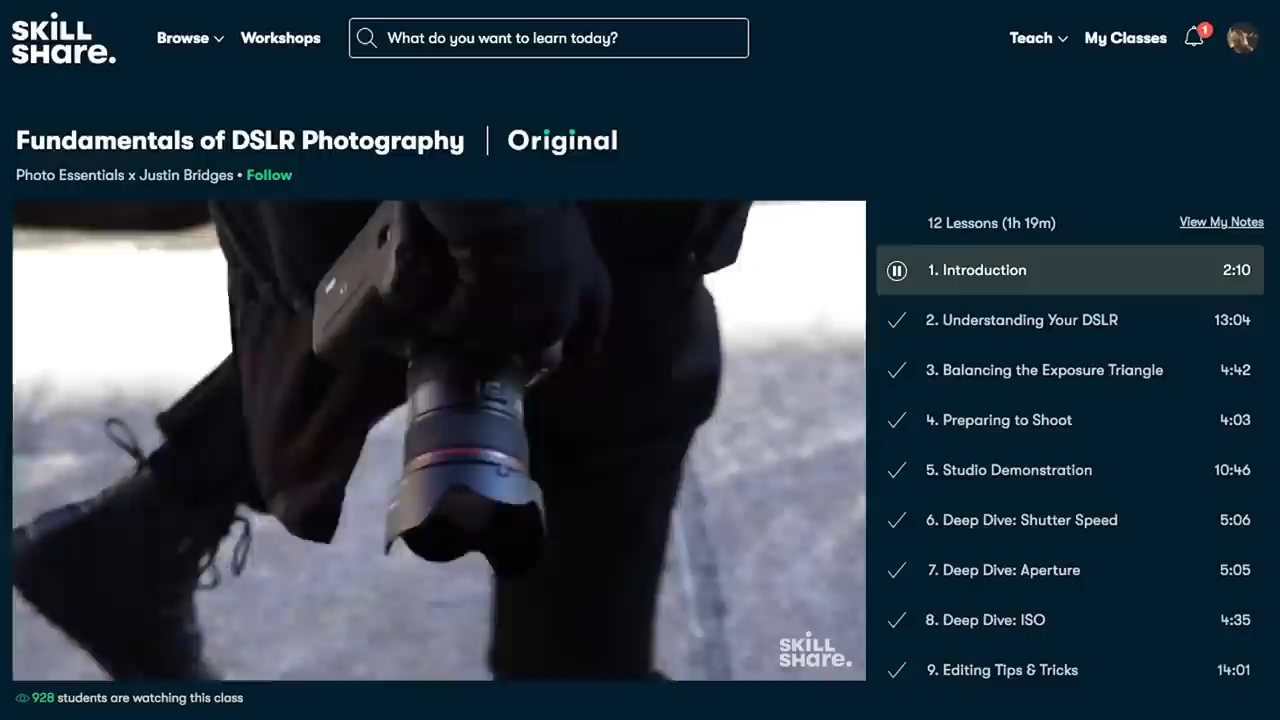 SKILL
SHare.
Browse
Workshops
What do you want to learn today?
Teach
My Classes
1
Fundamentals of DSLR Photography | Original
Photo Essentials x Justin Bridges • Follow
12 Lessons (1h 19m)
View My Notes
1. Introduction 2:10
2. Understanding Your DSLR 13:04
3. Balancing the Exposure Triangle 4:42
4. Preparing to Shoot 4:03
5. Studio Demonstration 10:46
6. Deep Dive: Shutter Speed 5:06
7. Deep Dive: Aperture 5:05
8. Deep Dive: ISO 4:35
9. Editing Tips & Tricks 14:01
SKILL
SHare.
928 students are watching this class